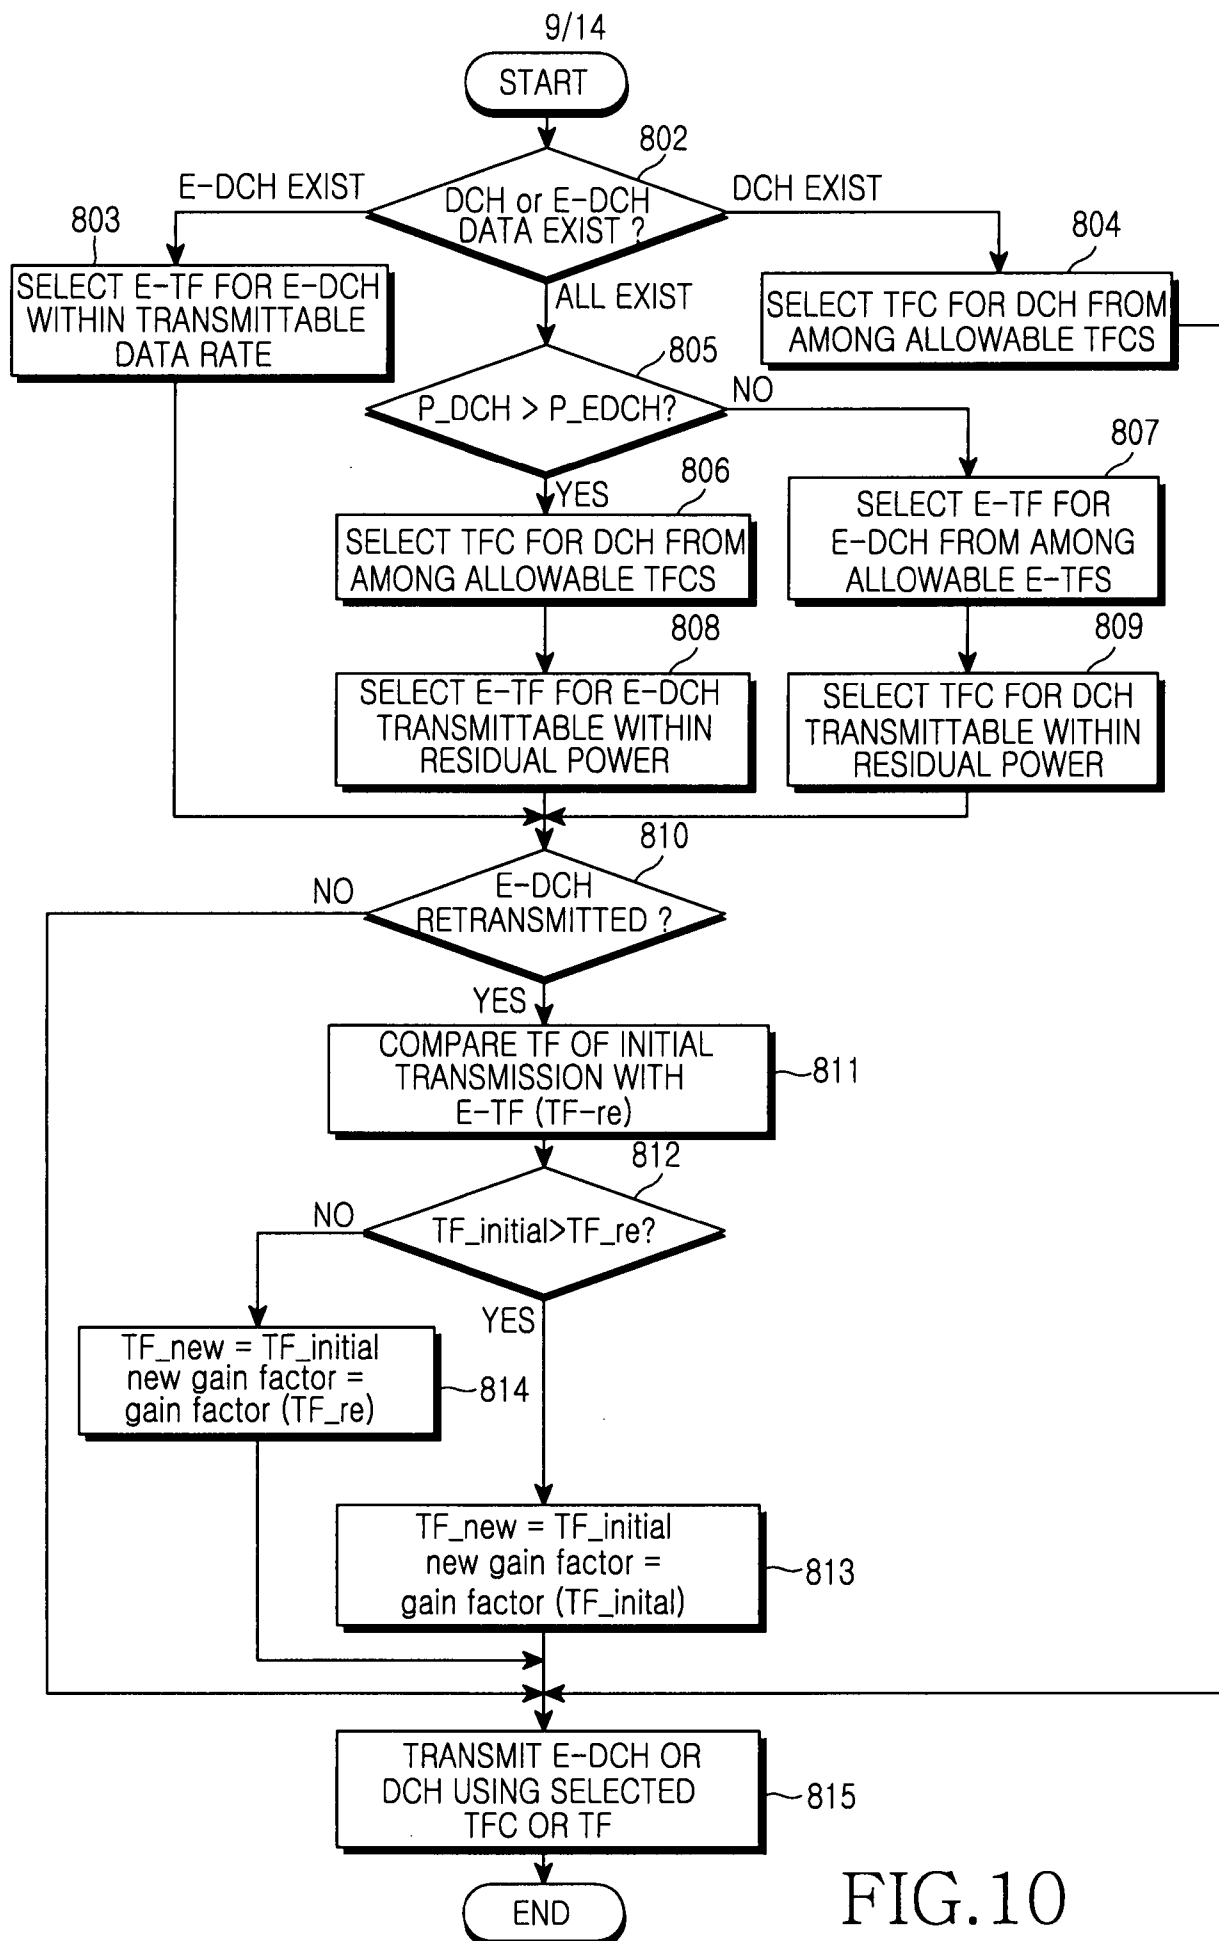 9/14
START
802
E-DCH EXIST
DCH EXIST
DCH or E-DCH
DATA EXIST ?
803
SELECT E-TF FOR E-DCH
WITHIN TRANSMITTABLE
DATA RATE
ALL EXIST
804
SELECT TFC FOR DCH FROM
AMONG ALLOWABLE TFCS
805
P_DCH > P_EDCH?
NO
YES
806
SELECT TFC FOR DCH FROM
AMONG ALLOWABLE TFCS
807
SELECT E-TF FOR
E-DCH FROM AMONG
ALLOWABLE E-TFS
808
SELECT E-TF FOR E-DCH
TRANSMITTABLE WITHIN
RESIDUAL POWER
809
SELECT TFC FOR DCH
TRANSMITTABLE WITHIN
RESIDUAL POWER
810
NO
E-DCH
RETRANSMITTED ?
YES
COMPARE TF OF INITIAL
TRANSMISSION WITH
E-TF (TF-re)
811
812
NO
TF_initial>TF_re?
YES
TF_new = TF_initial
new gain factor =
gain factor (TF_re)
814
TF_new = TF_initial
new gain factor =
gain factor (TF_inital)
813
TRANSMIT E-DCH OR
DCH USING SELECTED
TFC OR TF
815
END
FIG.10